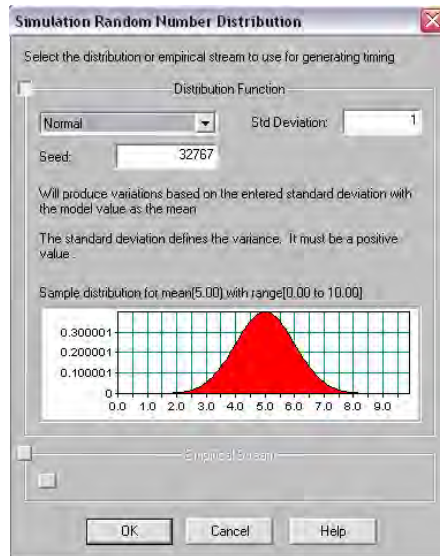 Simulation Random Number Distribution
Select the distribution or empirical stream to use for generating timing
Distribution Function
Normal
Std Deviation:
1
Seed:
32767
Will produce variations based on the entered standard deviation with
the model value as the mean
The standard deviation defines the variance. It must be a positive
value .
Sample distribution for mean(5.00) with range[0.00 to 10.00]
0.300001
0.200001
0.100001
0
0.0 1.0 2.0 3.0 4.0 5.0 6.0 7.0 8.0 9.0
Empirical Stream
OK Cancel Help